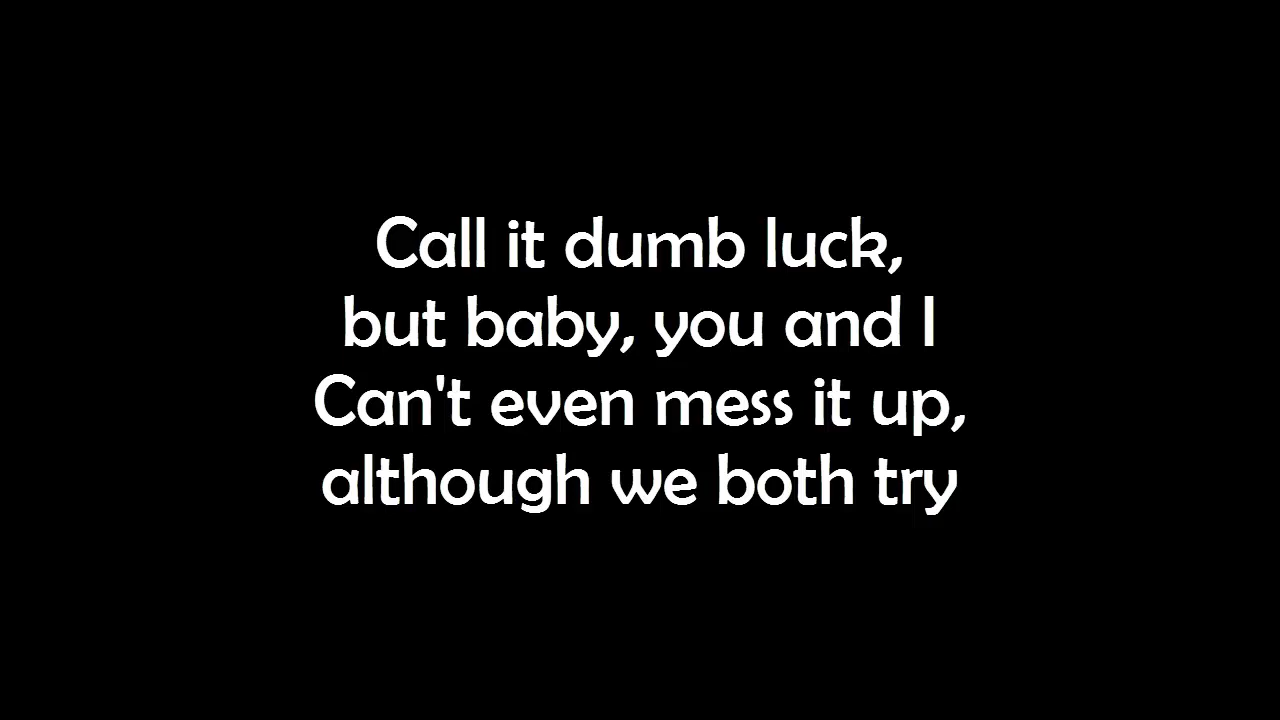 Call it dumb luck,
but baby, you and I
Can't even mess it up,
although we both try